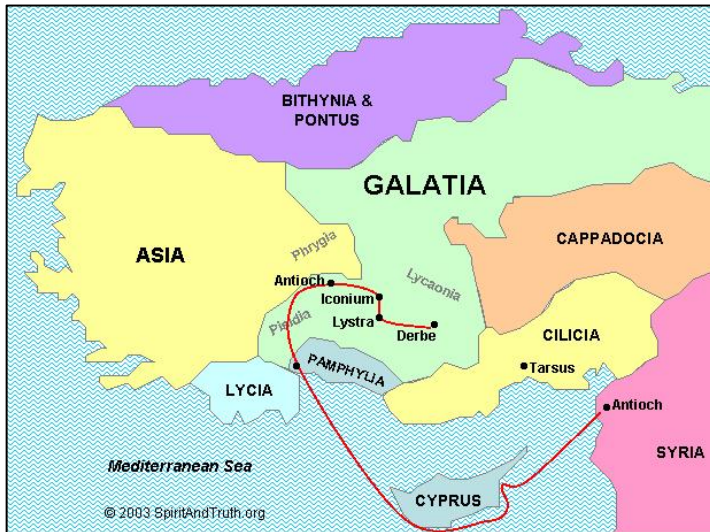 BITHYNIA &
PONTUS
GALATIA
CAPPADOCIA
ASIA
Phrygia
Lycaonia
Antioch
Iconium
Pisidia
Lystra
Derbe
CILICIA
PAMPHYLIA
Tarsus
LYCIA
Antioch
SYRIA
Mediterranean Sea
CYPRUS
© 2003 SpiritAndTruth.org